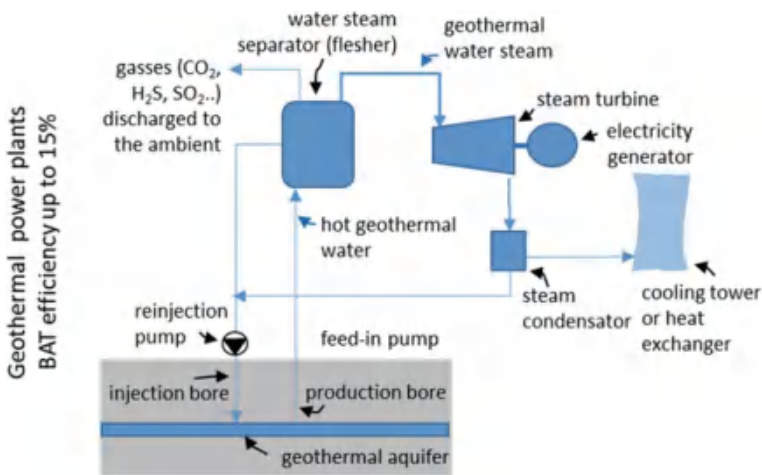 Geothermal power plants
BAT efficiency up to 15%
water steam
separator (flesher)
geothermal
water steam
gasses (CO₂,
H₂S, SO₂..)
discharged to
the ambient
steam turbine
electricity
generator
hot geothermal
water
steam
condensator
cooling tower
or heat
exchanger
reinjection
pump
feed-in pump
injection bore
production bore
geothermal aquifer